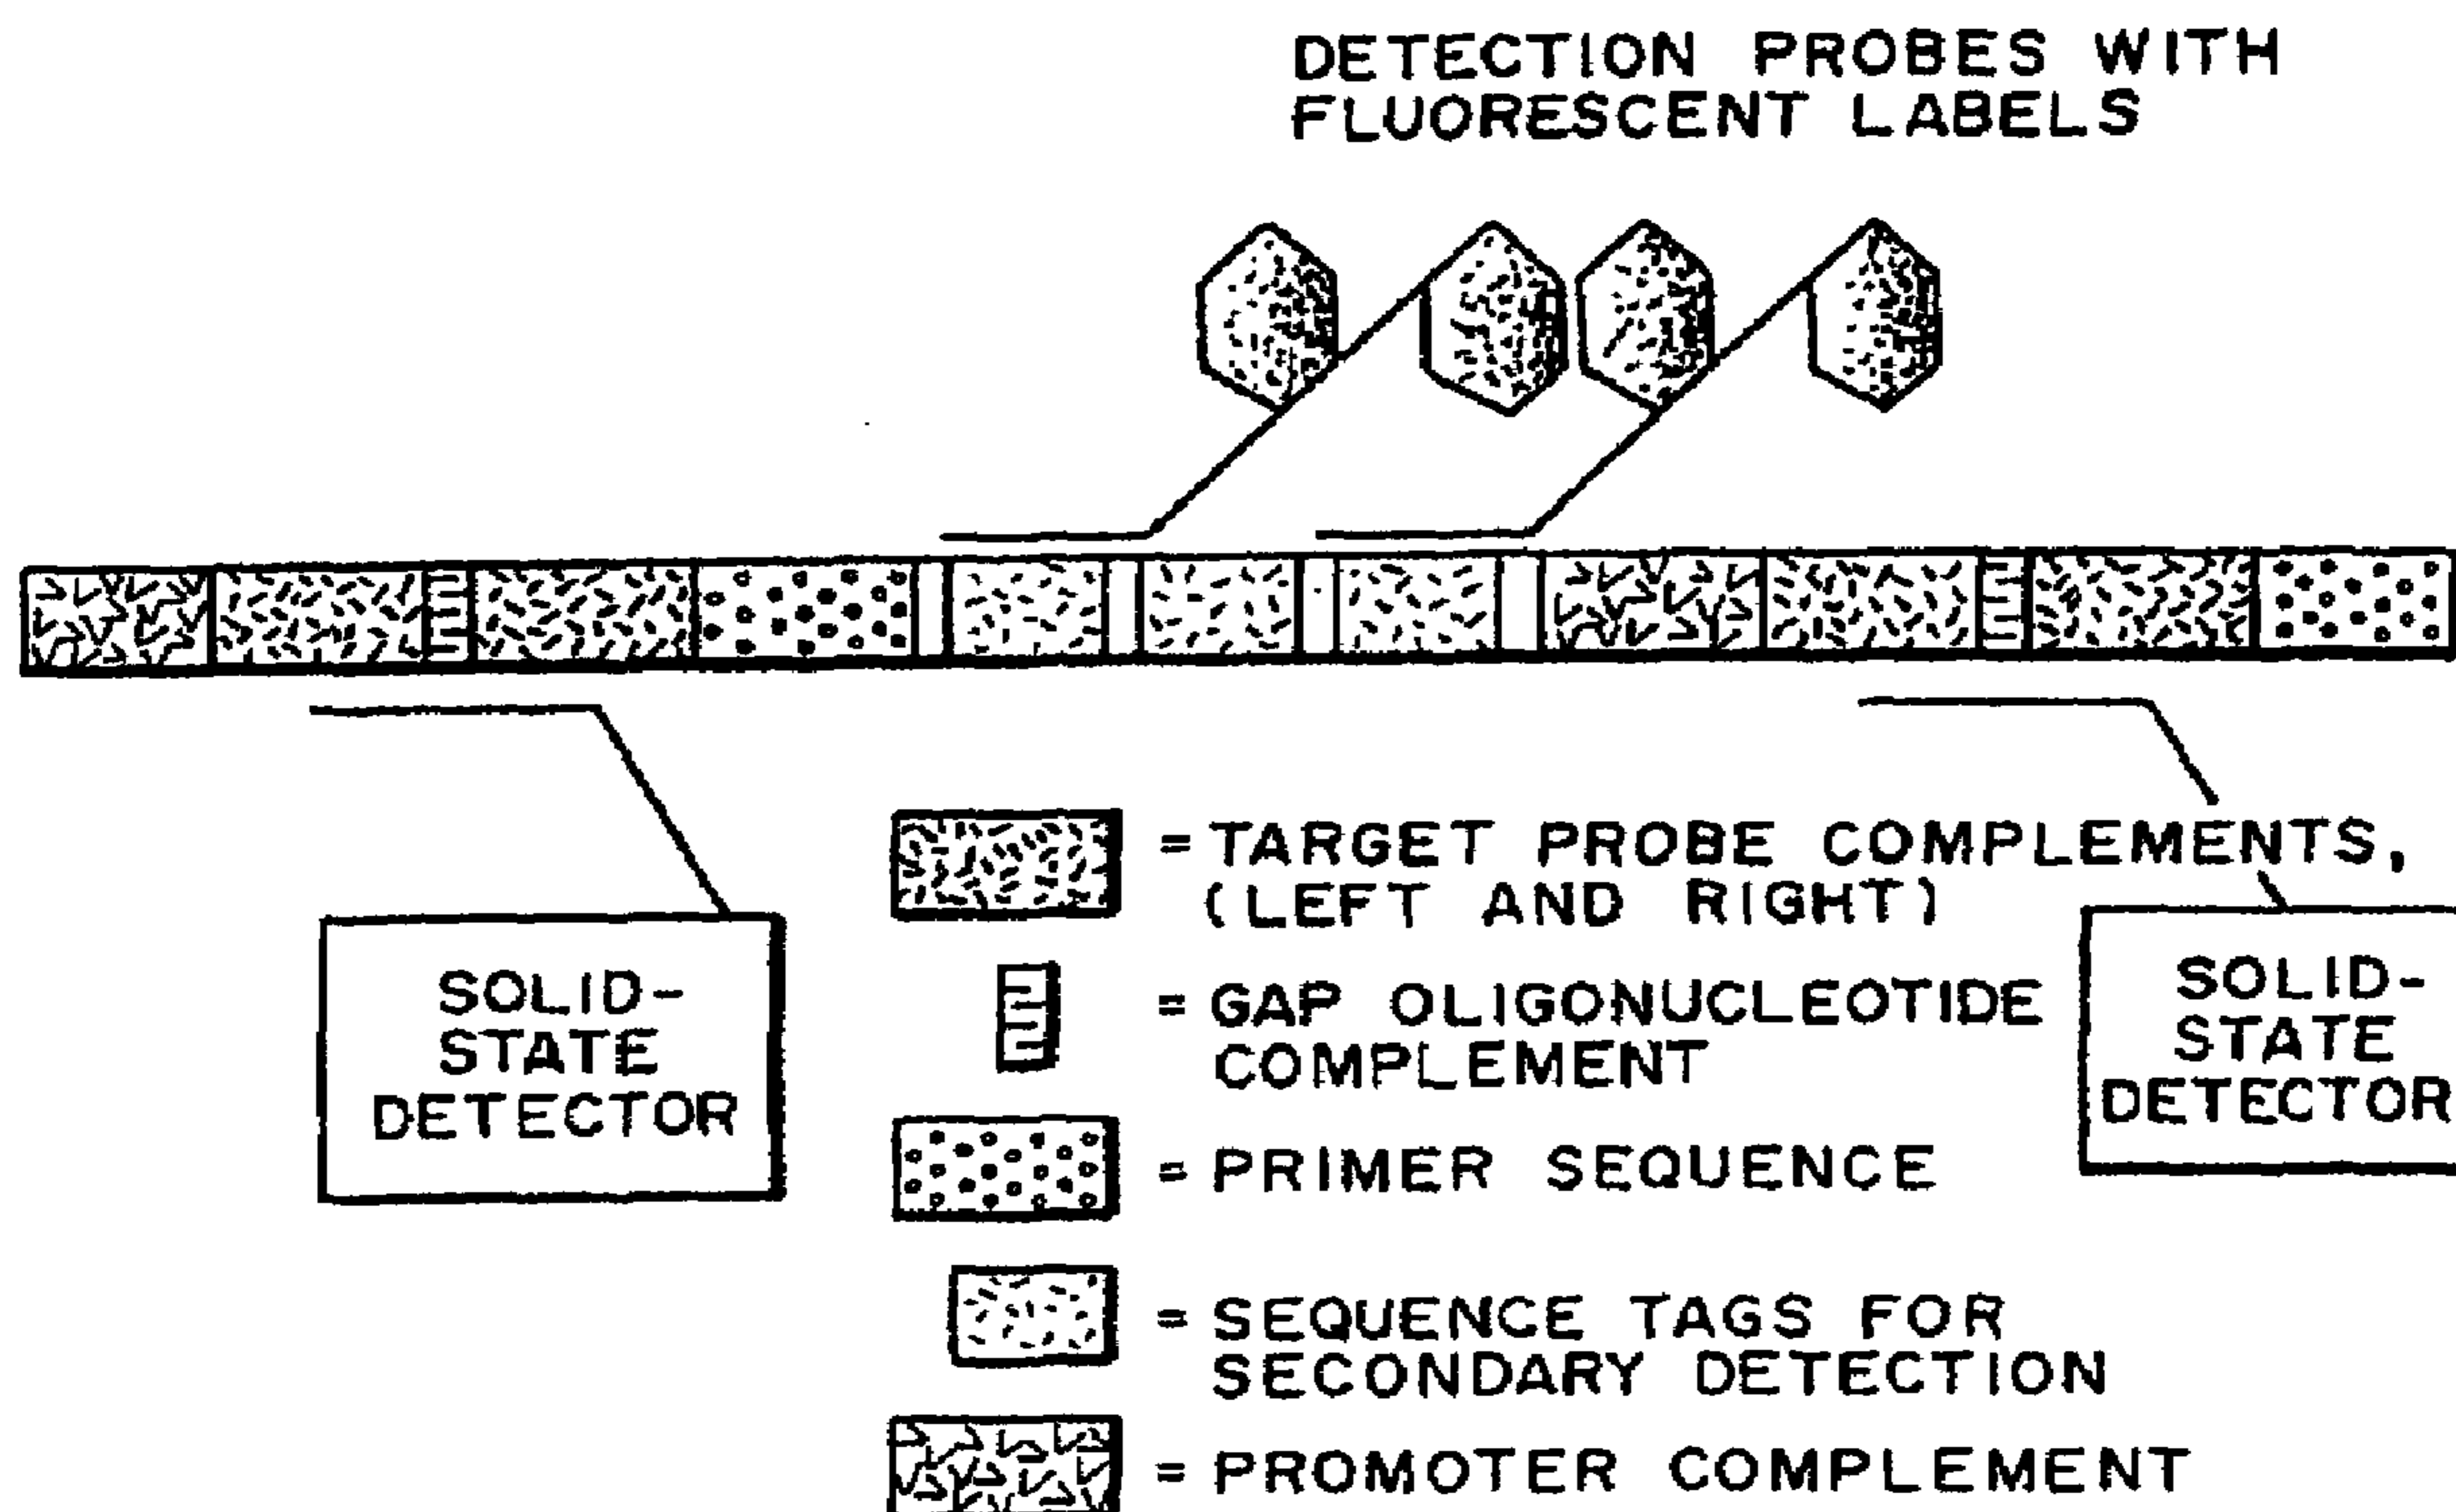 DETECTION PROBES WITH
FLUORESCENT LABELS
SOLID-
STATE
DETECTOR
= TARGET PROBE COMPLEMENTS,
(LEFT AND RIGHT)
= GAP OLIGONUCLEOTIDE
COMPLEMENT
= PRIMER SEQUENCE
= SEQUENCE TAGS FOR
SECONDARY DETECTION
= PROMOTER COMPLEMENT
SOLID-
STATE
DETECTOR